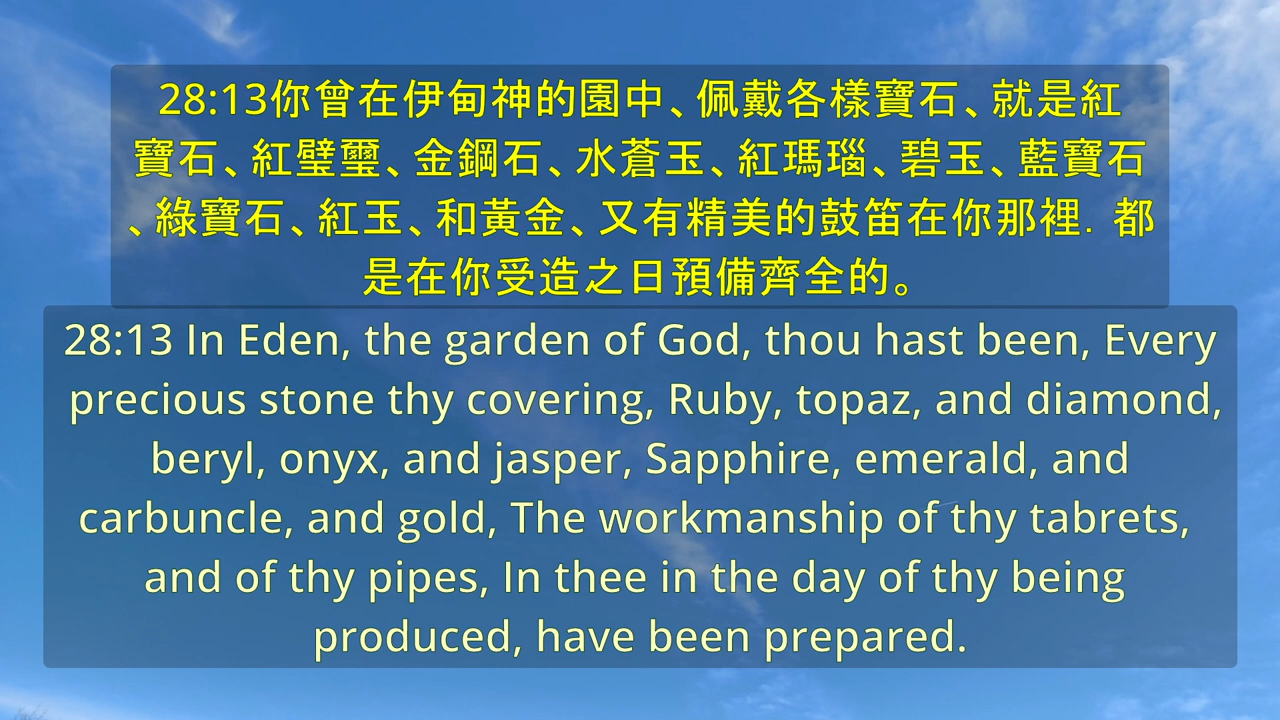 28:13你曾在伊甸神的園中、佩戴各樣寶石、就是紅
寶石、紅璧璽、金鋼石、水蒼玉、紅瑪瑙、碧玉、藍寶石
、綠寶石、紅玉、和黃金、又有精美的鼓笛在你那裡．都
是在你受造之日預備齊全的。
28:13 In Eden, the garden of God, thou hast been, Every
precious stone thy covering, Ruby, topaz, and diamond,
beryl, onyx, and jasper, Sapphire, emerald, and
carbuncle, and gold, The workmanship of thy tabrets,
and of thy pipes, In thee in the day of thy being
produced, have been prepared.